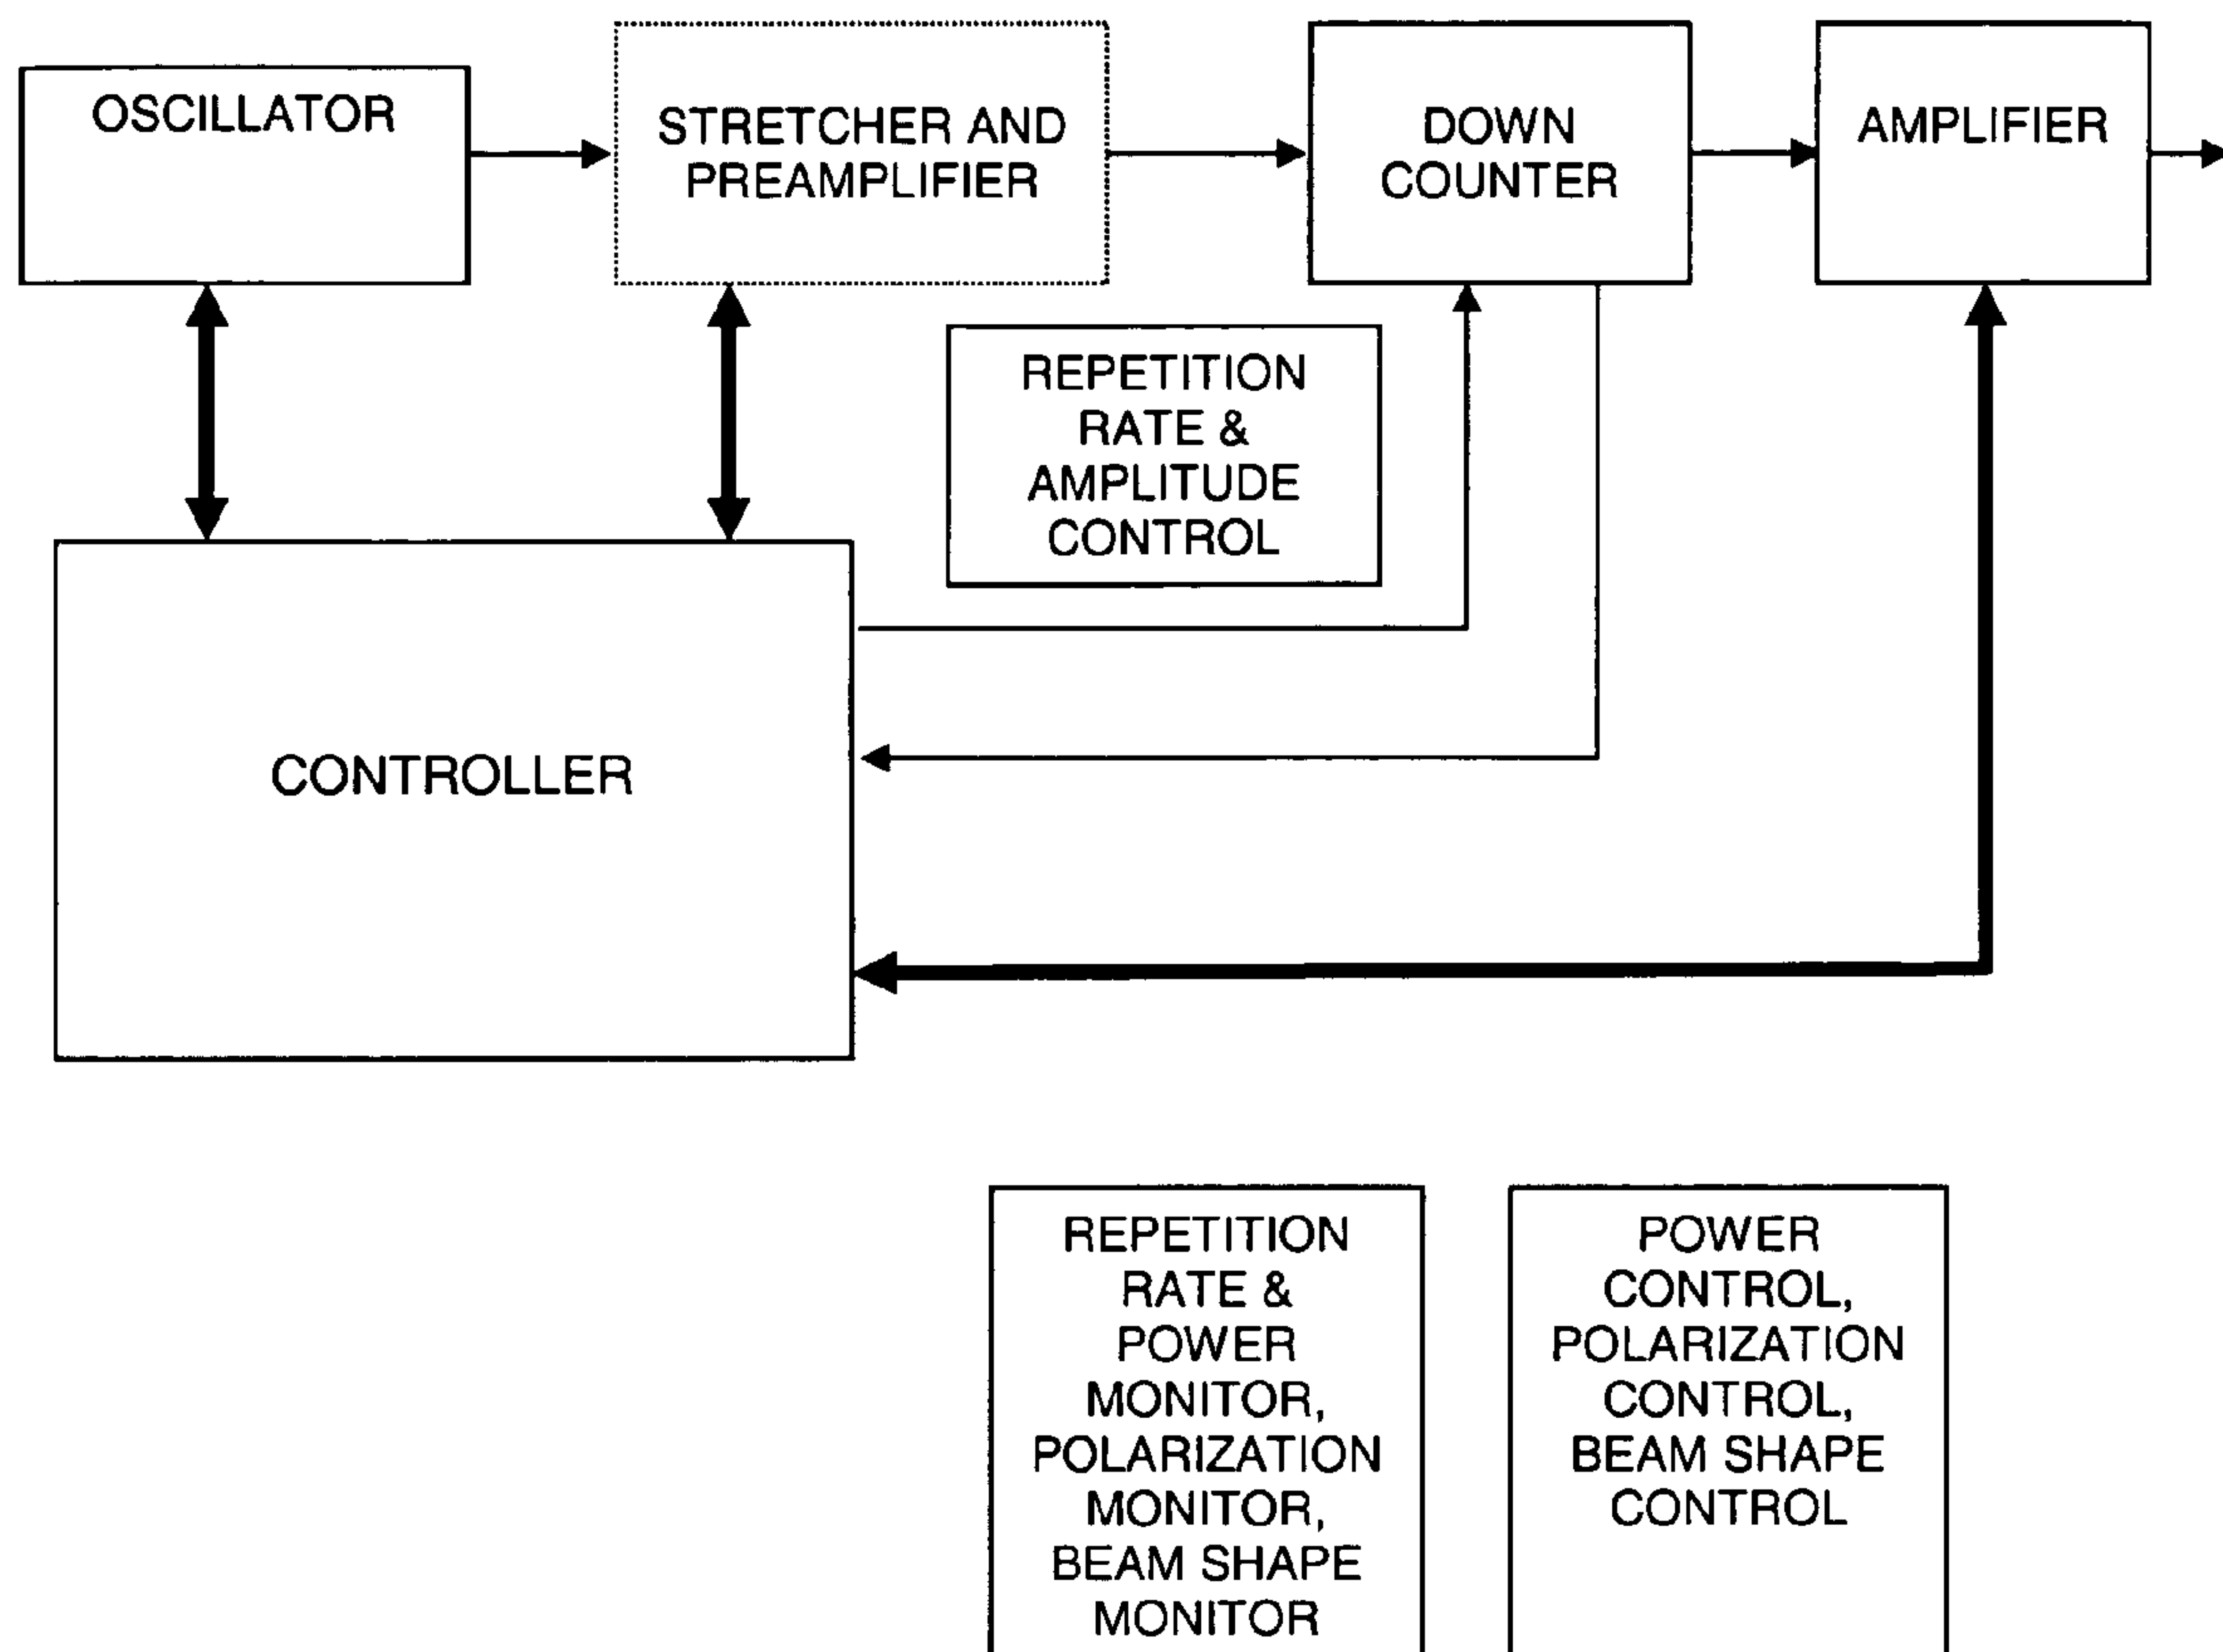 OSCILLATOR
STRETCHER AND
PREAMPLIFIER
DOWN
COUNTER
AMPLIFIER
REPETITION
RATE &
AMPLITUDE
CONTROL
CONTROLLER
REPETITION
RATE &
POWER
MONITOR,
POLARIZATION
MONITOR,
BEAM SHAPE
MONITOR
POWER
CONTROL,
POLARIZATION
CONTROL,
BEAM SHAPE
CONTROL